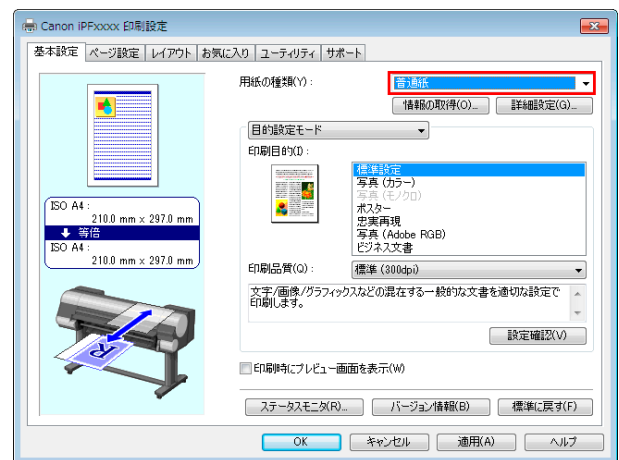 Canon iPFxxxx 印刷設定
基本設定 ページ設定 レイアウト お気に入り ユーティリティ サポート
用紙の種類(Y) : 普通紙
情報の取得(O)... 詳細設定(G)...
目的設定モード
印刷目的(I) :
標準設定
写真 (カラー)
写真 (モノクロ)
ポスター
忠実再現
写真 (Adobe RGB)
ビジネス文書
ISO A4 :
210.0 mm x 297.0 mm
等倍
ISO A4 :
210.0 mm x 297.0 mm
印刷品質(Q) : 標準 (300dpi)
文字/画像/グラフィックスなどの混在する一般的な文書を適切な設定で
印刷します。
設定確認(V)
印刷時にプレビュー画面を表示(W)
ステータスモニタ(R)... バージョン情報(B) 標準に戻す(F)
OK キャンセル 適用(A) ヘルプ